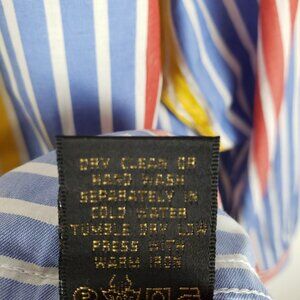 DRY CLEAN OR
HAND WASH
SEPARATELY IN
COLD WATER
TUMBLE DRY LOW
PRESS WITH
WARM IRON